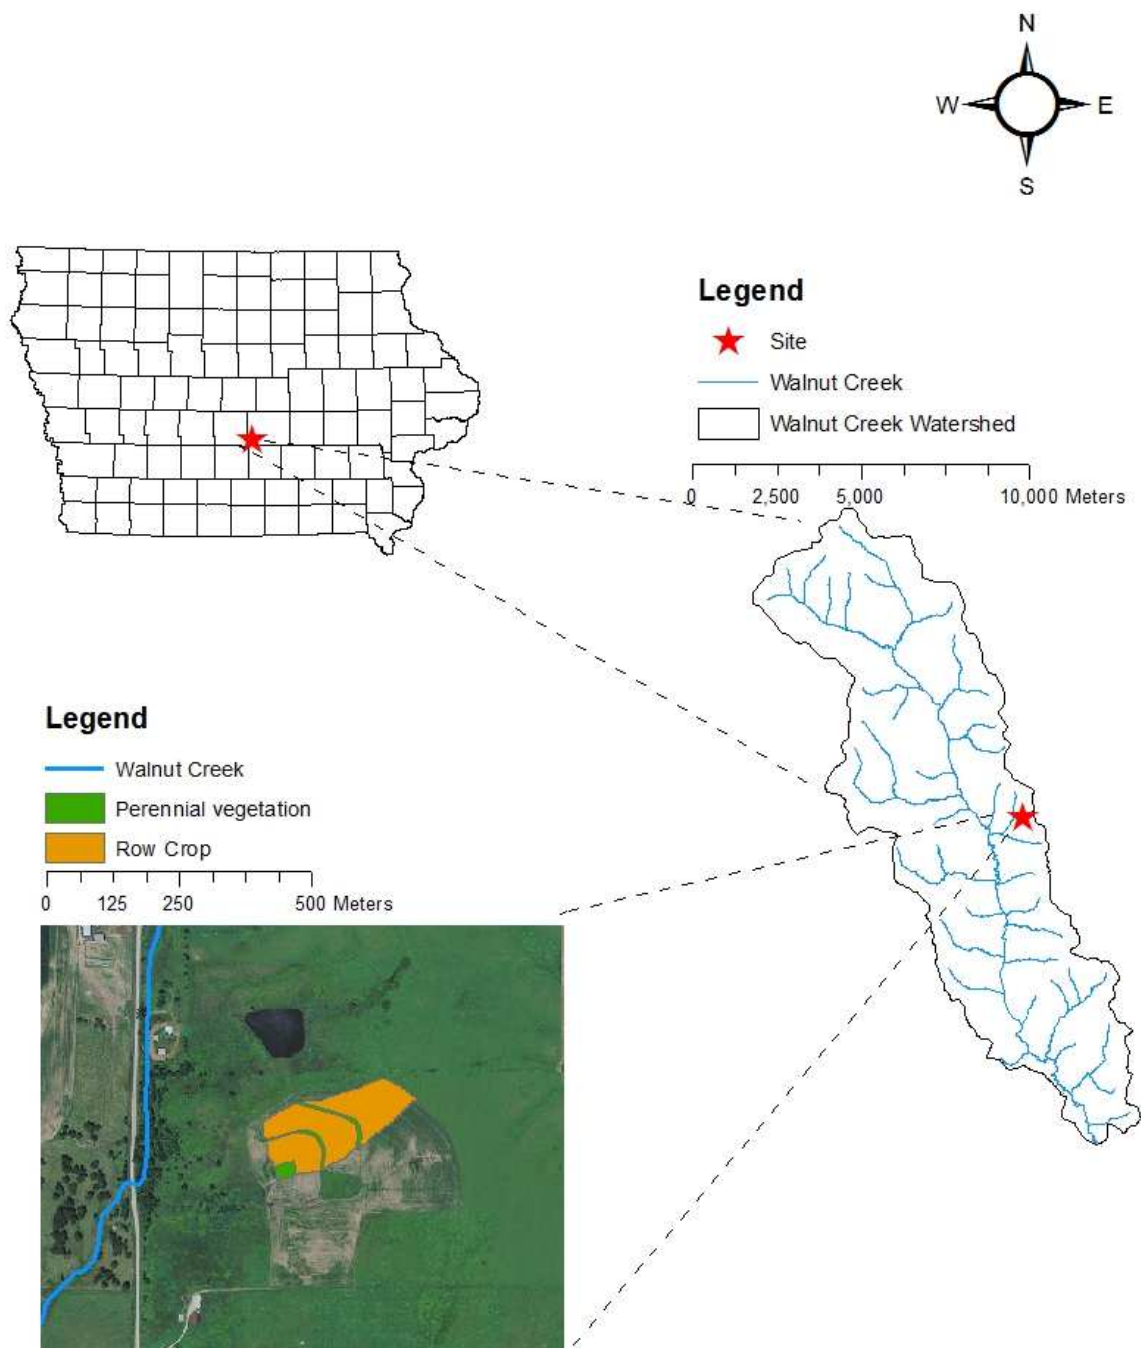 N
W E
S
Legend
Site
Walnut Creek
Walnut Creek Watershed
0 2,500 5,000 10,000 Meters
Legend
Walnut Creek
Perennial vegetation
Row Crop
0 125 250 500 Meters